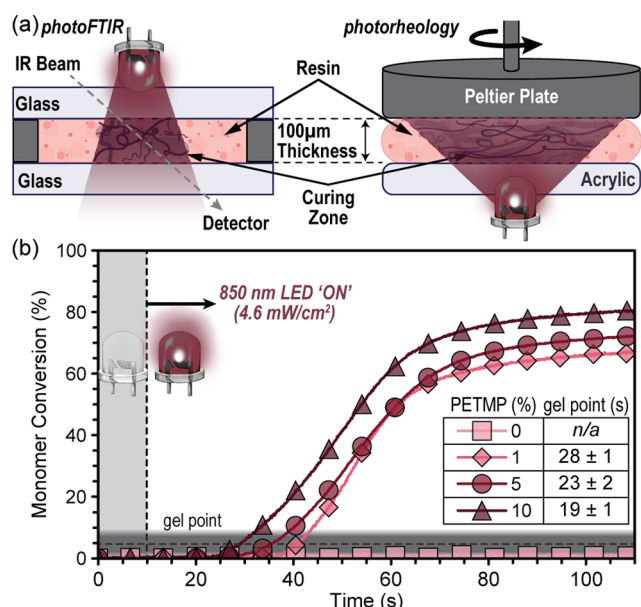 (a) photoFTIR
photorheology
IR Beam
Resin
Glass
Peltier Plate
100μm
Thickness
Glass
Curing
Zone
Acrylic
Detector
(b)
100
80
60
40
20
0
Monomer Conversion (%)
850 nm LED ‘ON’
(4.6 mW/cm²)
PETMP (%) gel point (s)
0 n/a
1 28 ± 1
5 23 ± 2
10 19 ± 1
gel point
0 20 40 60 80 100
Time (s)